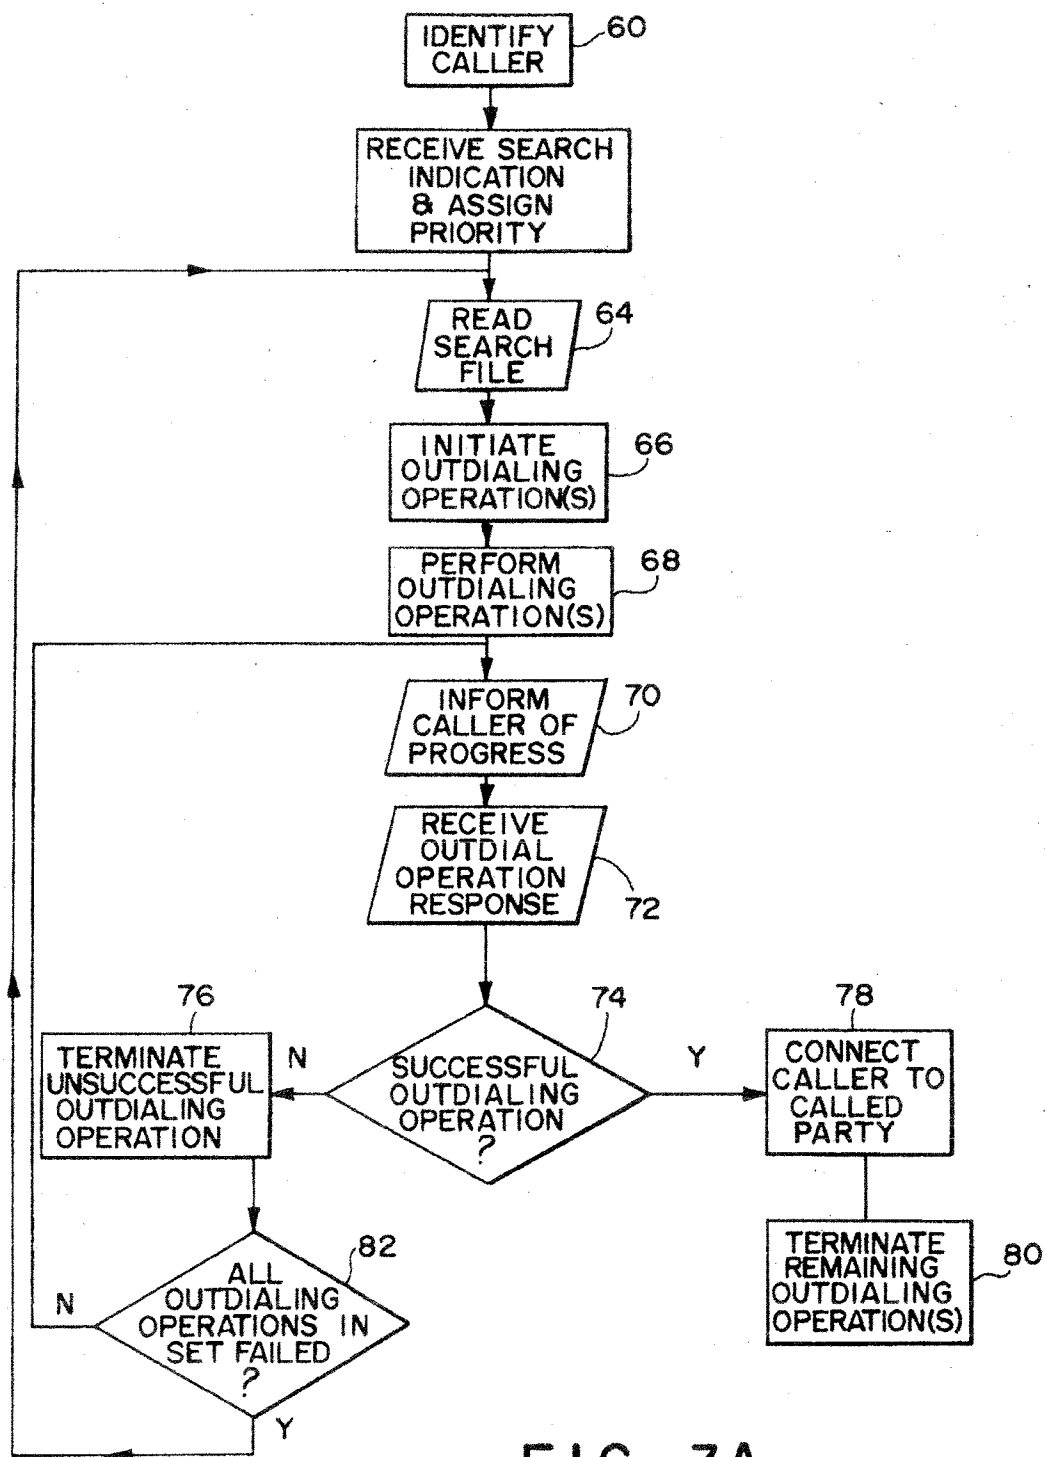 IDENTIFY
CALLER
60
RECEIVE SEARCH
INDICATION
& ASSIGN
PRIORITY
READ
SEARCH
FILE
64
INITIATE
OUTDIALING
OPERATION(S)
66
PERFORM
OUTDIALING
OPERATION(S)
68
INFORM
CALLER OF
PROGRESS
70
RECEIVE
OUTDIAL
OPERATION
RESPONSE
72
SUCCESSFUL
OUTDIALING
OPERATION
?
74
N
Y
76
TERMINATE
UNSUCCESSFUL
OUTDIALING
OPERATION
78
CONNECT
CALLER TO
CALLED
PARTY
TERMINATE
REMAINING
OUTDIALING
OPERATION(S)
80
ALL
OUTDIALING
OPERATIONS IN
SET FAILED
?
82
N
Y
FIG. 7A